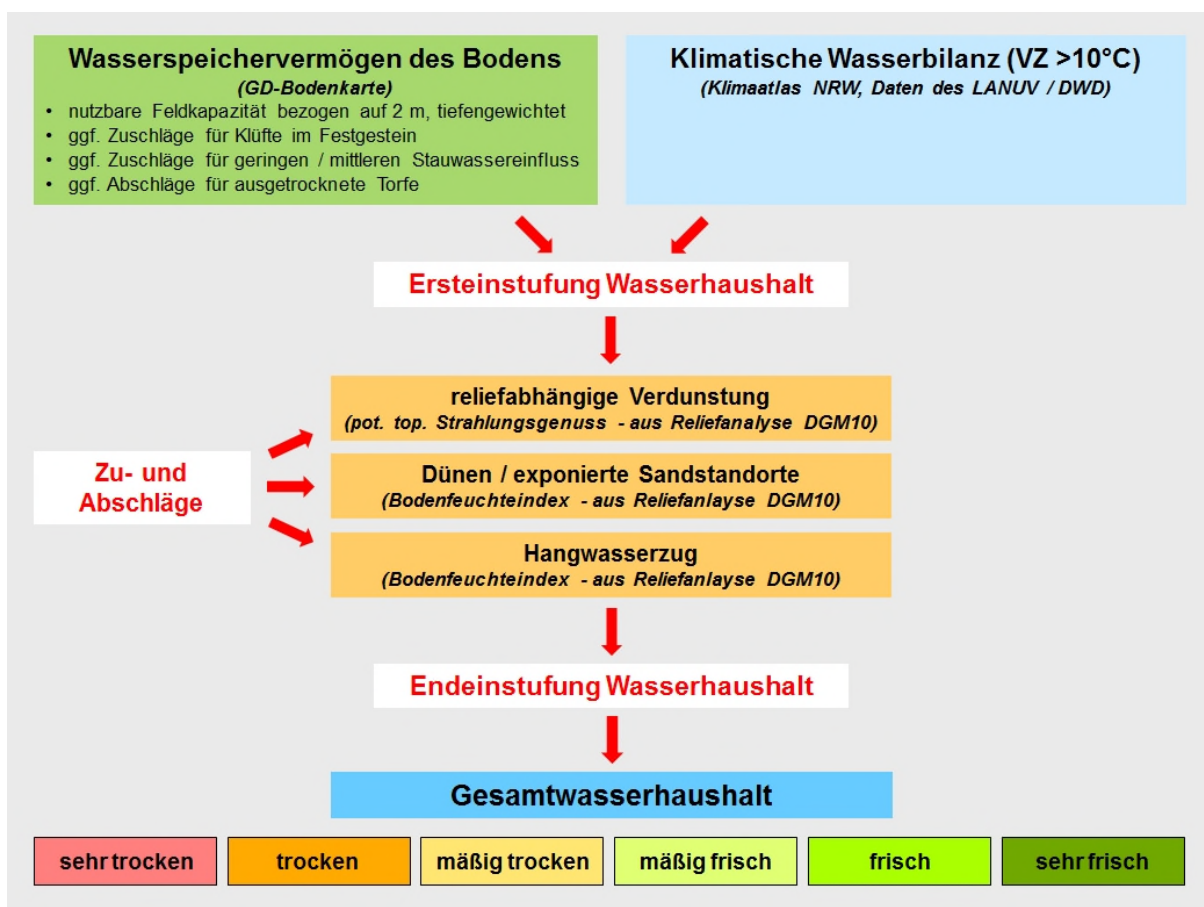 Wasserspeichervermögen des Bodens
(GD-Bodenkarte)
• nutzbare Feldkapazität bezogen auf 2 m, tiefengewichtet
• ggf. Zuschläge für Klüfte im Festgestein
• ggf. Zuschläge für geringen / mittleren Stauwassereinfluss
• ggf. Abschläge für ausgetrocknete Torfe
Klimatische Wasserbilanz (VZ >10°C)
(Klimaatlas NRW, Daten des LANUV / DWD)
Ersteinstufung Wasserhaushalt
reliefabhängige Verdunstung
(pot. top. Strahlungsgenuss - aus Reliefanalyse DGM10)
Zu- und
Abschläge
Dünen / exponierte Sandstandorte
(Bodenfeuchteindex - aus Reliefanlayse DGM10)
Hangwasserzug
(Bodenfeuchteindex - aus Reliefanlayse DGM10)
Endeinstufung Wasserhaushalt
Gesamtwasserhaushalt
sehr trocken
trocken
mäßig trocken
mäßig frisch
frisch
sehr frisch